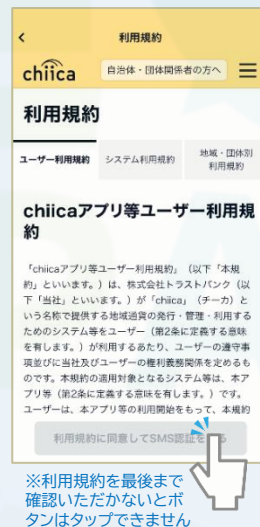 利用規約
chiica
自治体・団体関係者の方へ
利用規約
ユーザー利用規約
システム利用規約
地域・団体別
利用規約
chiicaアプリ等ユーザー利用規
約
「chiicaアプリ等ユーザー利用規約」（以下「本規
約」といいます。）は、株式会社トラストバンク（以
下「当社」といいます。）が「chiica」（チーカ）と
いう名称で提供する地域通貨の発行・管理・利用する
ためのシステム等をユーザー（第2条に定義する意味
を有します。）が利用するあたり、ユーザーの遵守事
項並びに当社及びユーザーの権利義務関係を定めるも
のです。本規約の適用対象となるシステム等は、本ア
プリ等（第2条に定義する意味を有します。）です。
ユーザーは、本アプリ等の利用開始をもって、本規約
利用規約に同意してSMS認証をする
※利用規約を最後まで
確認いただかないとボ
タンはタップできません